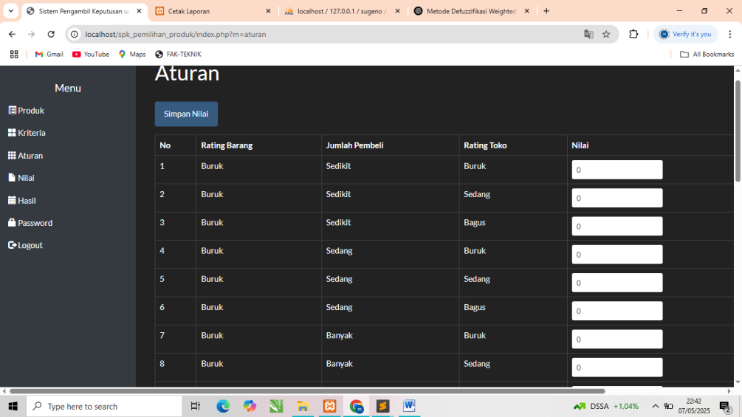 Sistem Pengambil Keputusan u
Cetak Laporan
localhost / 127.0.0.1 / sugeno /
Metode Defuzzifikasi Weighted
localhost/spk_pemilihan_produk/index.php?m=aturan
Verify it's you
Gmail
YouTube
Maps
FAK-TEKNIK
All Bookmarks
Menu
Produk
Kriteria
Aturan
Nilai
Hasil
Password
Logout
Aturan
Simpan Nilai
No Rating Barang Jumlah Pembeli Rating Toko Nilai
1 Buruk Sedikit Buruk 0
2 Buruk Sedikit Sedang 0
3 Buruk Sedikit Bagus 0
4 Buruk Sedang Buruk 0
5 Buruk Sedang Sedang 0
6 Buruk Sedang Bagus 0
7 Buruk Banyak Buruk 0
8 Buruk Banyak Sedang 0
Type here to search
DSSA +1,04%
22:42
07/05/2025